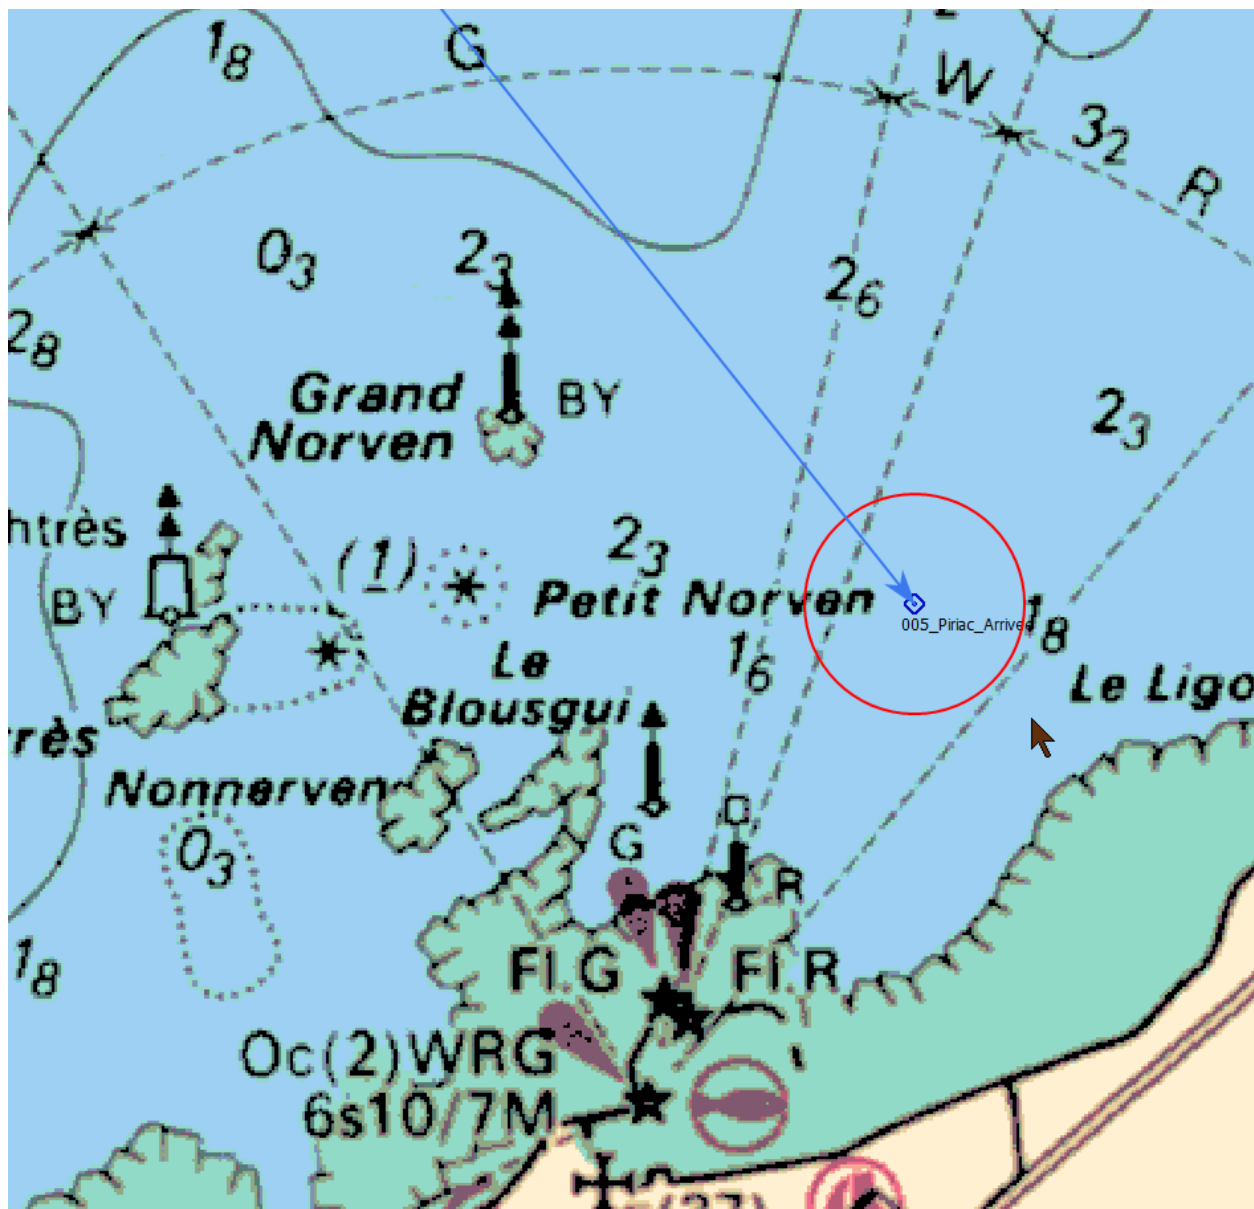 G
W
1₈
3₂
R
0₃
2₃
2₆
2₈
Grand
Norven
BY
2₃
htrès
(1)
2₃
BY
Petit Norven
1₈
005_Piriac_Arrivee
Le
Blousgui
1₆
Le Ligo
rès
Nonnerven
0₃
G
R
1₈
Fl.G
Fl.R
Oc(2)WRG
6s10/7M